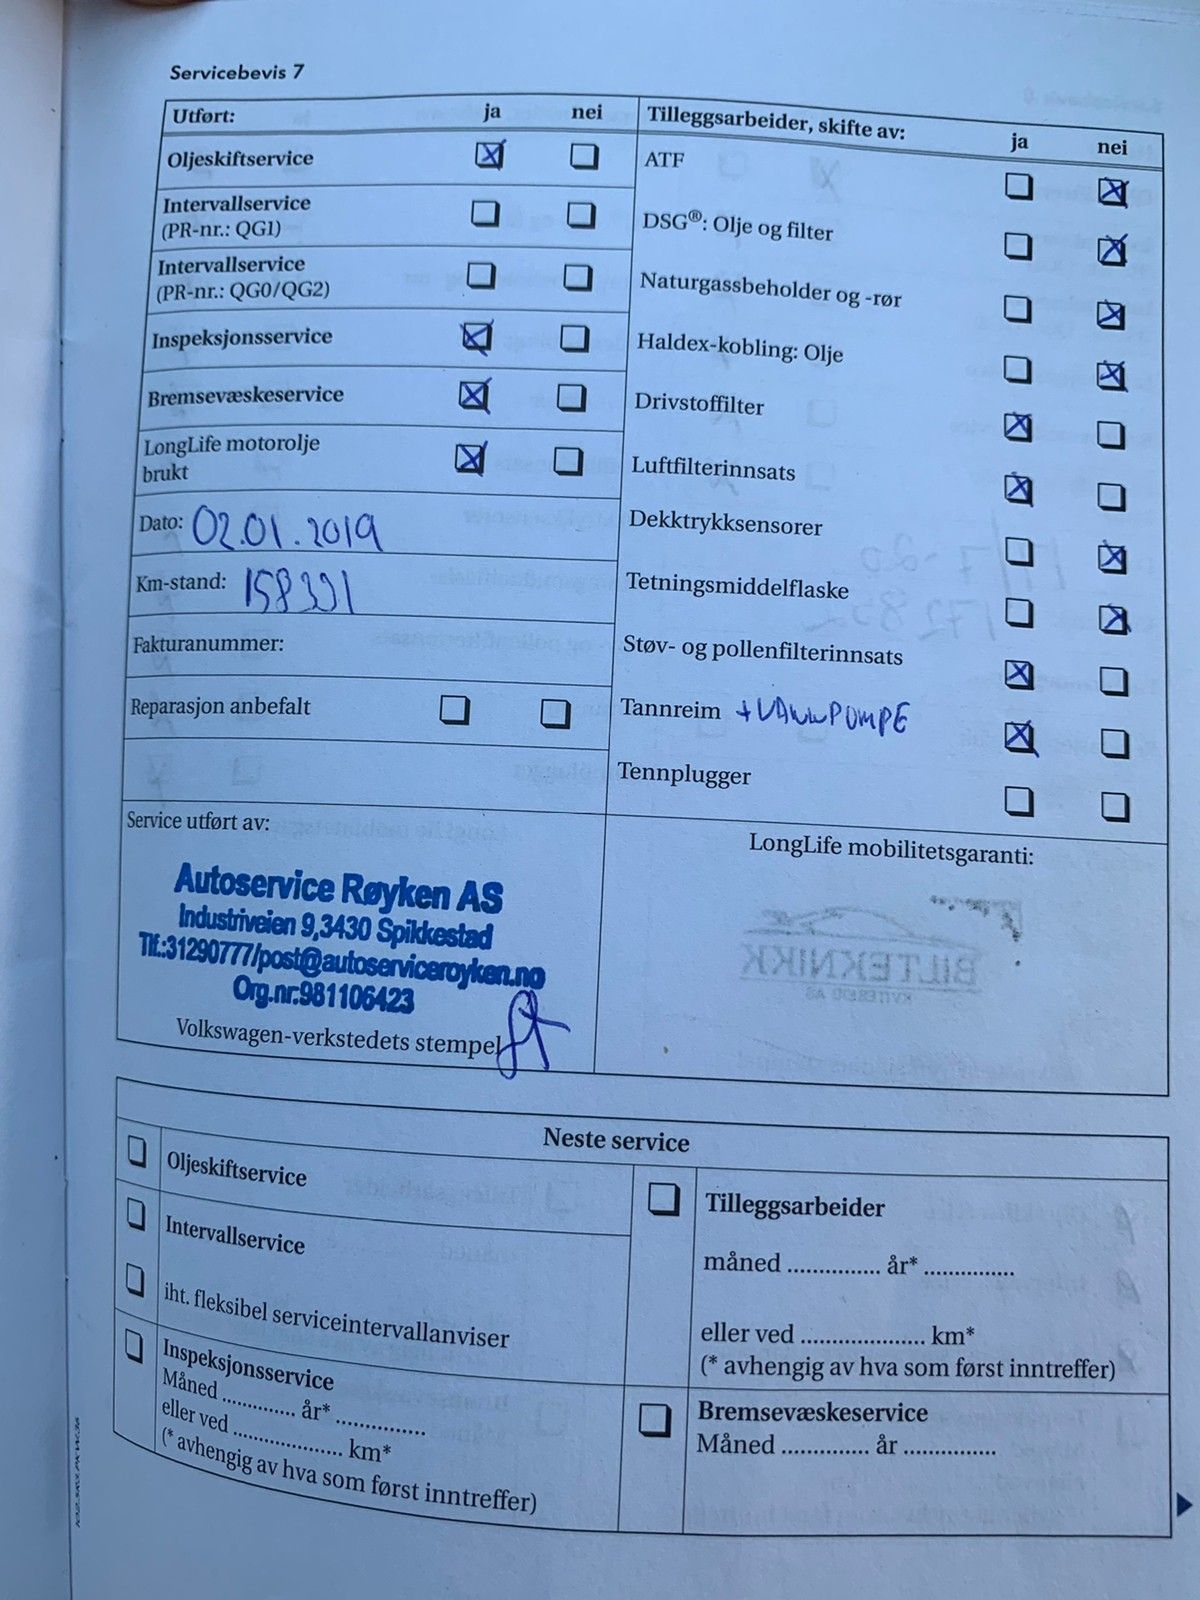 Servicebevis 7
Utført: ja nei
Oljeskiftservice
Intervallservice
(PR-nr.: QG1)
Intervallservice
(PR-nr.: QG0/QG2)
Inspeksjonsservice
Bremsevæskeservice
LongLife motorolje
brukt
Dato: 02.01.2019
Km-stand: 158331
Fakturanummer:
Reparasjon anbefalt
Service utført av:
Autoservice Røyken AS
Industriveien 9,3430 Spikkestad
Tlf.:31290777/post@autoserviceroyken.no
Org.nr.981106423
Volkswagen-verkstedets stempel
Tilleggsarbeider, skifte av:
ja nei
ATF
DSG®: Olje og filter
Naturgassbeholder og -rør
Haldex-kobling: Olje
Drivstoffilter
Luftfilterinnsats
Dekktrykksensorer
Tetningsmiddelflaske
Støv- og pollenfilterinnsats
Tannreim + VANNPUMPE
Tennplugger
LongLife mobilitetsgaranti:
BILTEKNIKK
Neste service
Oljeskiftservice
Intervallservice
iht. fleksibel serviceintervallanviser
Inspeksjonsservice
Måned ............. år* ...............
eller ved .................... km*
(* avhengig av hva som først inntreffer)
Tilleggsarbeider
måned ............... år* ...............
eller ved .................... km*
(* avhengig av hva som først inntreffer)
Bremsevæskeservice
Måned .............. år ...............